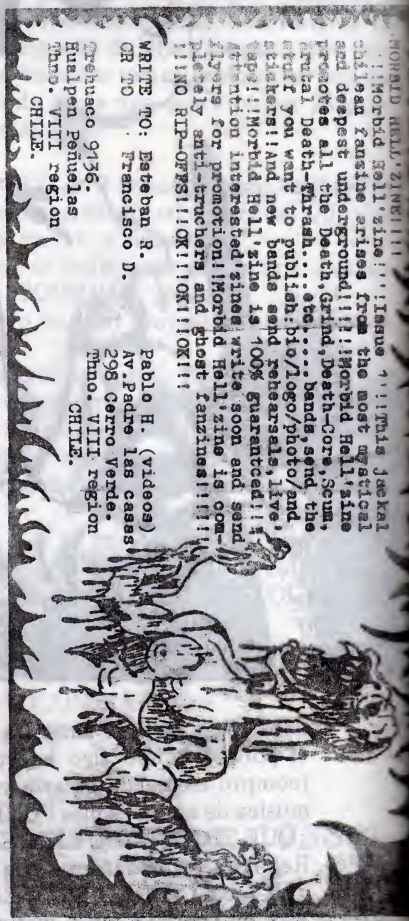 MORBID HELL'ZINE!!!!
!!!Morbid Hell'zine!!!!Issue 1!!!This jackal
chilean fanzine arises from the most mystical
and deepest underground!!!!!!Morbid Hell'zine
promotes all the Death,Grind,Death-Core,Scum,
Brutal Death-Thrash....etc..... bands,send the
stuff you want to publish:bio/logo/photo/and
stickers!!And new bands send rehearsals,live
tape!!!Morbid Hell'zine is 100% guaranteed!!!
Attention interested zines write soon and send
flyers for promotion!!Morbid Hell'zine is com-
pletely anti-truchers and ghost fanzines!!!!!!
!!!NO RIP-OFFS!!!!OK!!!OK!!!OK!!!
WRITE TO: Esteban R.
OR TO : Francisco D.
Trehuaco 9136.
Hualpen Peñuelas
Thno. VIII region
CHILE.
Pablo H. (videos)
Av.Padre las casas
298 Cerro Verde.
Thno. VIII region
CHILE.